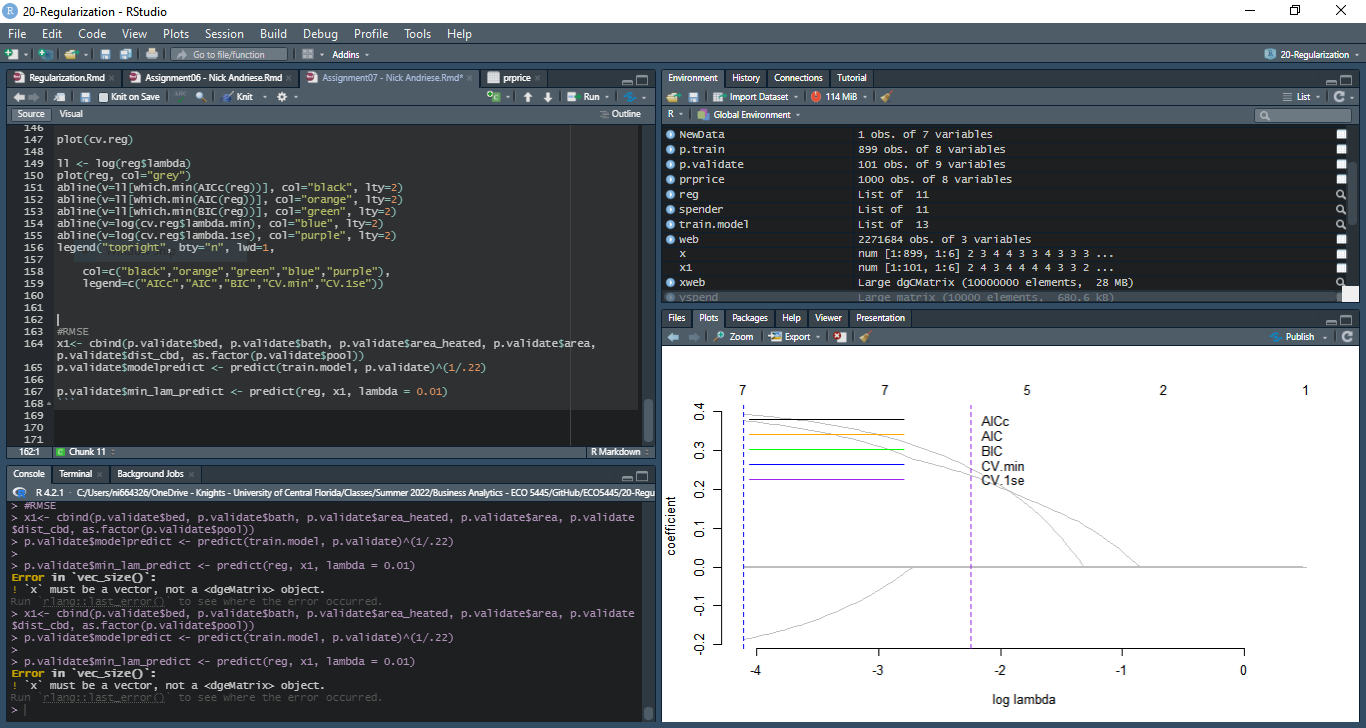 20-Regularization - RStudio
File Edit Code View Plots Session Build Debug Profile Tools Help
Go to file/function Addins 20-Regularization
Regularization.Rmd Assignment06 - Nick Andriese.Rmd Assignment07 - Nick Andriese.Rmd* prprice
Knit on Save ABC Knit Run
Source Visual Outline
146
147 plot(cv.reg)
148
149 ll <- log(reg$lambda)
150 plot(reg, col="grey")
151 abline(v=ll[which.min(AICc(reg))], col="black", lty=2)
152 abline(v=ll[which.min(AIC(reg))], col="orange", lty=2)
153 abline(v=ll[which.min(BIC(reg))], col="green", lty=2)
154 abline(v=log(cv.reg$lambda.min), col="blue", lty=2)
155 abline(v=log(cv.reg$lambda.1se), col="purple", lty=2)
156 legend("topright", bty="n", lwd=1,
157
158 col=c("black","orange","green","blue","purple"),
159 legend=c("AICc","AIC","BIC","CV.min","CV.1se"))
160
161
162
163 #RMSE
164 x1<- cbind(p.validate$bed, p.validate$bath, p.validate$area_heated, p.validate$area,
p.validate$dist_cbd, as.factor(p.validate$pool))
165 p.validate$modelpredict <- predict(train.model, p.validate)^(1/.22)
166
167 p.validate$min_lam_predict <- predict(reg, x1, lambda = 0.01)
168 ```
169
170
171
162:1 Chunk 11 R Markdown
Console Terminal Background Jobs
R 4.2.1 · C:/Users/ni664326/OneDrive - Knights - University of Central Florida/Classes/Summer 2022/Business Analytics - ECO 5445/GitHub/ECO5445/20-Regu
> #RMSE
> x1<- cbind(p.validate$bed, p.validate$bath, p.validate$area_heated, p.validate$area, p.validate
$dist_cbd, as.factor(p.validate$pool))
> p.validate$modelpredict <- predict(train.model, p.validate)^(1/.22)
>
> p.validate$min_lam_predict <- predict(reg, x1, lambda = 0.01)
Error in `vec_size()`:
! `x` must be a vector, not a <dgeMatrix> object.
Run `rlang::last_error()` to see where the error occurred.
> x1<- cbind(p.validate$bed, p.validate$bath, p.validate$area_heated, p.validate$area, p.validate
$dist_cbd, as.factor(p.validate$pool))
> p.validate$modelpredict <- predict(train.model, p.validate)^(1/.22)
>
> p.validate$min_lam_predict <- predict(reg, x1, lambda = 0.01)
Error in `vec_size()`:
! `x` must be a vector, not a <dgeMatrix> object.
Run `rlang::last_error()` to see where the error occurred.
>
Environment History Connections Tutorial
Import Dataset 114 MiB List
R Global Environment
NewData 1 obs. of 7 variables
p.train 899 obs. of 8 variables
p.validate 101 obs. of 9 variables
prprice 1000 obs. of 8 variables
reg List of 11
spender List of 11
train.model List of 13
web 2271684 obs. of 3 variables
x num [1:899, 1:6] 2 3 4 4 3 3 4 3 3 3 ...
x1 num [1:101, 1:6] 2 4 3 4 4 4 4 3 3 2 ...
xweb Large dgCMatrix (10000000 elements, 28 MB)
yspend Large matrix (10000 elements, 680.6 kB)
Files Plots Packages Help Viewer Presentation
Zoom Export Publish
7 7 5 2 1
0.4
0.3
0.2
0.1
0.0
-0.1
-0.2
coefficient
AICc
AIC
BIC
CV.min
CV.1se
-4 -3 -2 -1 0
log lambda